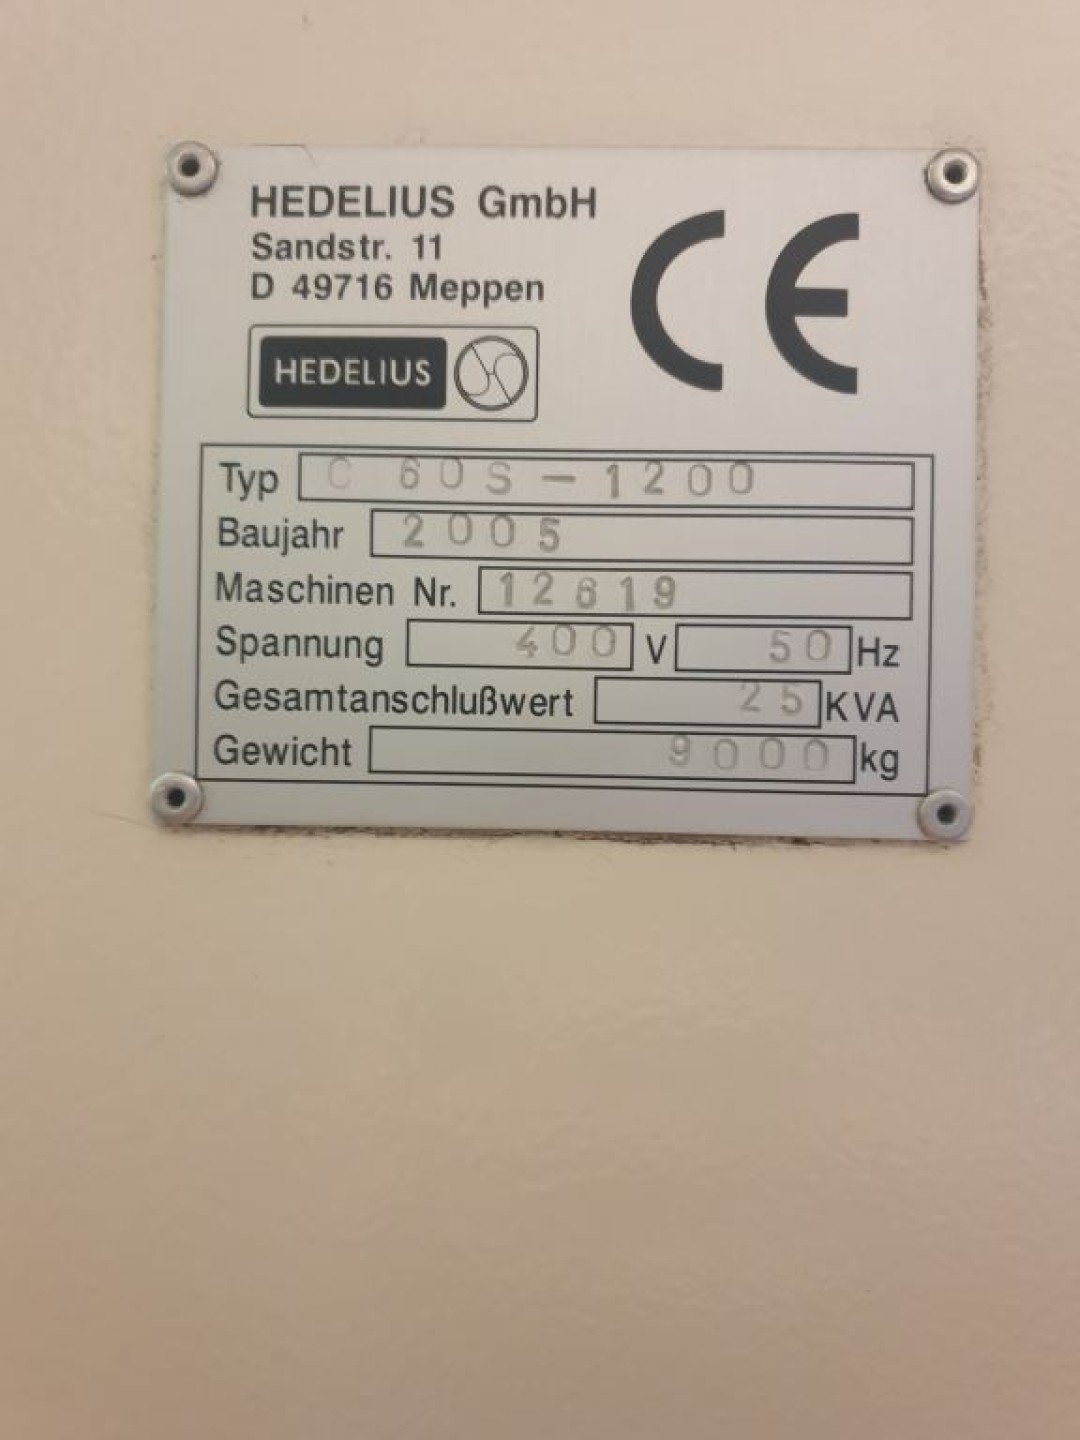 HEDELIUS GmbH
Sandstr. 11
D 49716 Meppen
CE
HEDELIUS
Typ C 60S-1200
Baujahr 2005
Maschinen Nr. 12619
Spannung 400 V 50 Hz
Gesamtanschlußwert 25 KVA
Gewicht 9000 kg